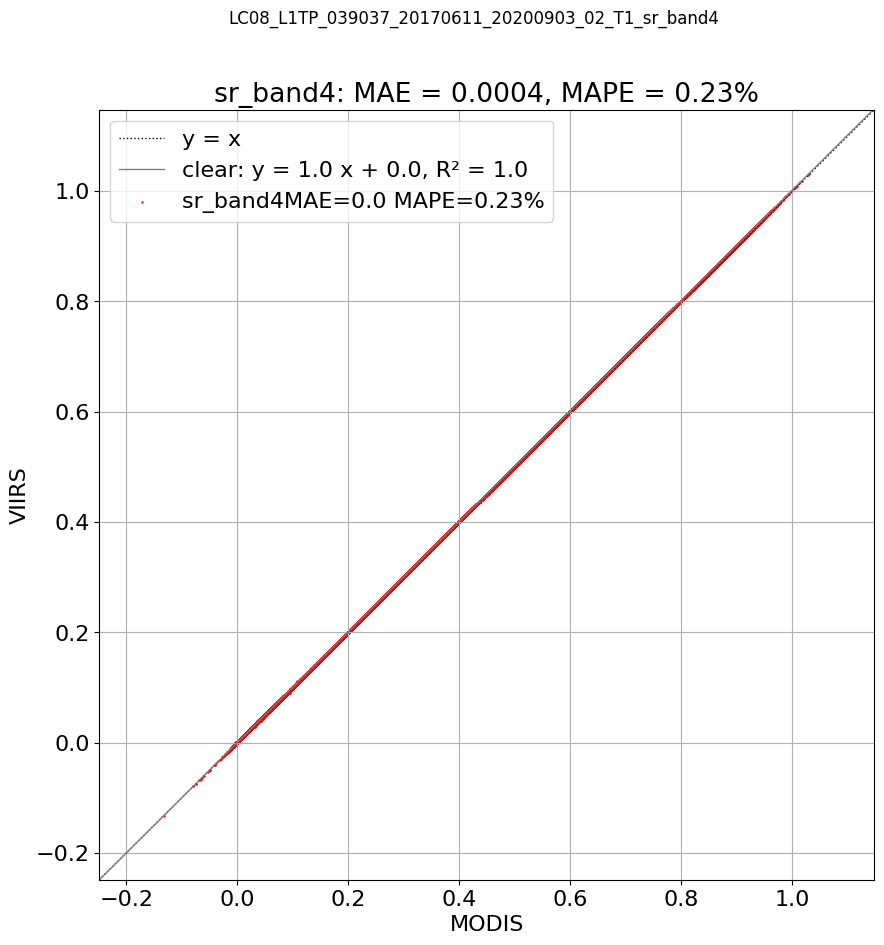 LC08_L1TP_039037_20170611_20200903_02_T1_sr_band4
sr_band4: MAE = 0.0004, MAPE = 0.23%
y = x
clear: y = 1.0 x + 0.0, R² = 1.0
sr_band4MAE=0.0 MAPE=0.23%
1.0
0.8
0.6
0.4
0.2
0.0
−0.2
VIIRS
−0.2 0.0 0.2 0.4 0.6 0.8 1.0
MODIS